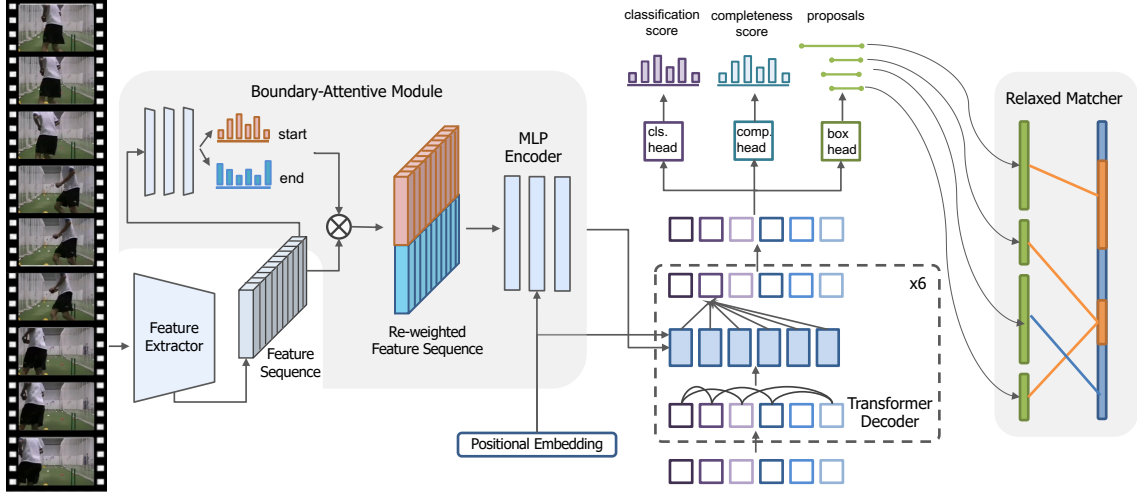 classification
score
completeness
score
proposals
Boundary-Attentive Module
start
end
MLP
Encoder
cls.
head
comp.
head
box
head
Relaxed Matcher
x6
Feature
Extractor
Feature
Sequence
Re-weighted
Feature Sequence
Transformer
Decoder
Positional Embedding